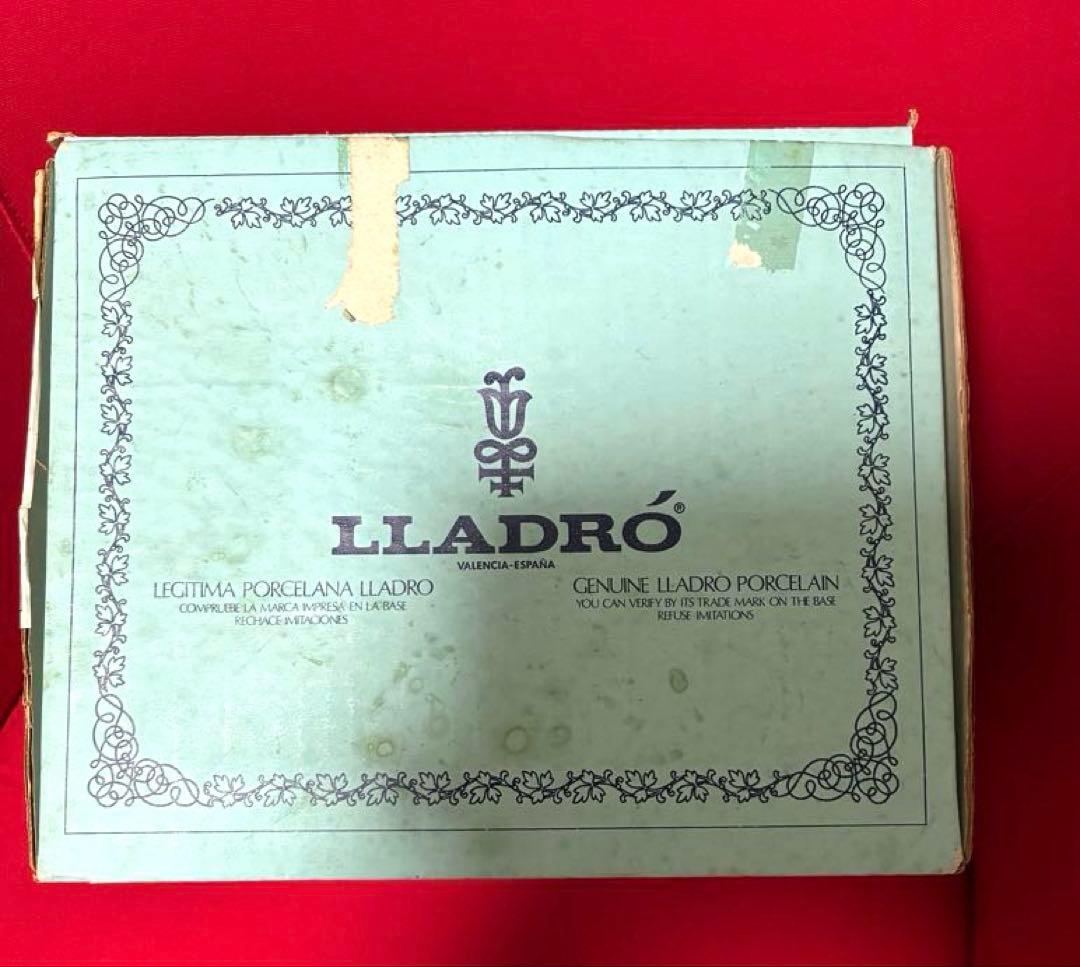 LLADRÓ®
VALENCIA-ESPAÑA
LEGITIMA PORCELANA LLADRO
COMPRUEBE LA MARCA IMPRESA EN LA BASE
RECHACE IMITACIONES
GENUINE LLADRO PORCELAIN
YOU CAN VERIFY BY ITS TRADE MARK ON THE BASE
REFUSE IMITATIONS